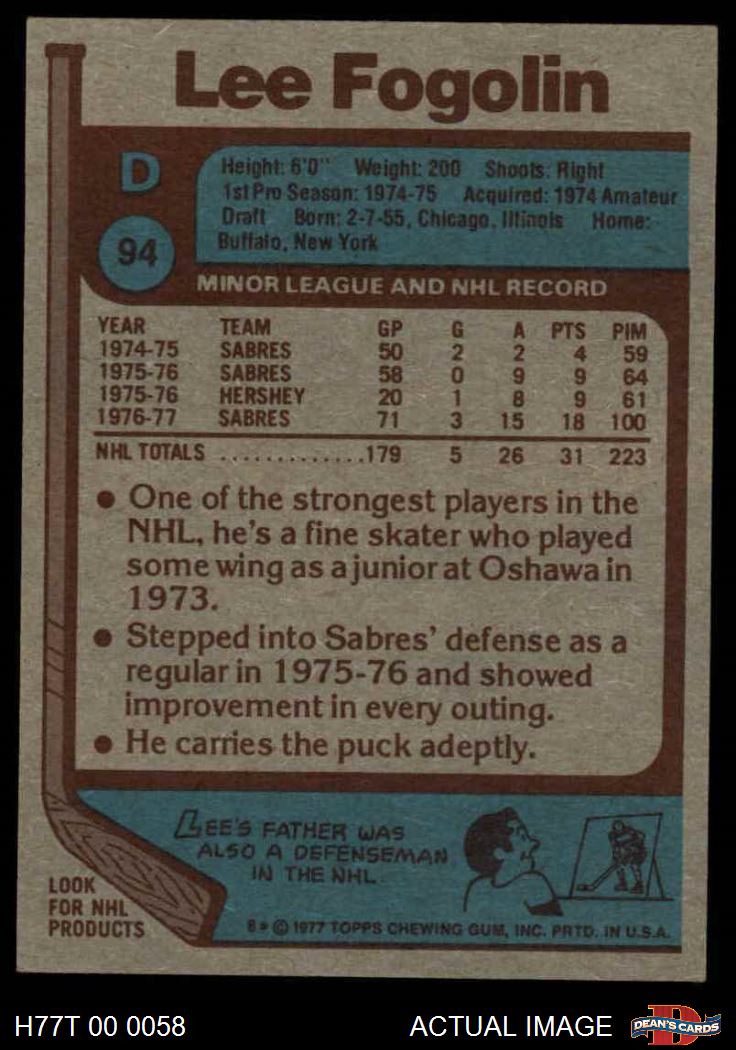 Lee Fogolin
D
94
Height: 6'0" Weight: 200 Shoots: Right
1st Pro Season: 1974-75 Acquired: 1974 Amateur
Draft Born: 2-7-55, Chicago, Illinois Home:
Buffalo, New York
MINOR LEAGUE AND NHL RECORD
YEAR TEAM GP G A PTS PIM
1974-75 SABRES 50 2 2 4 59
1975-76 SABRES 58 0 9 9 64
1975-76 HERSHEY 20 1 8 9 61
1976-77 SABRES 71 3 15 18 100
NHL TOTALS .............179 5 26 31 223
• One of the strongest players in the
NHL, he's a fine skater who played
some wing as a junior at Oshawa in
1973.
• Stepped into Sabres' defense as a
regular in 1975-76 and showed
improvement in every outing.
• He carries the puck adeptly.
LEE'S FATHER WAS
ALSO A DEFENSEMAN
IN THE NHL.
LOOK
FOR NHL
PRODUCTS
B* © 1977 TOPPS CHEWING GUM, INC. PRTD. IN U.S.A.
H77T 00 0058
ACTUAL IMAGE
D
DEAN'S CARDS